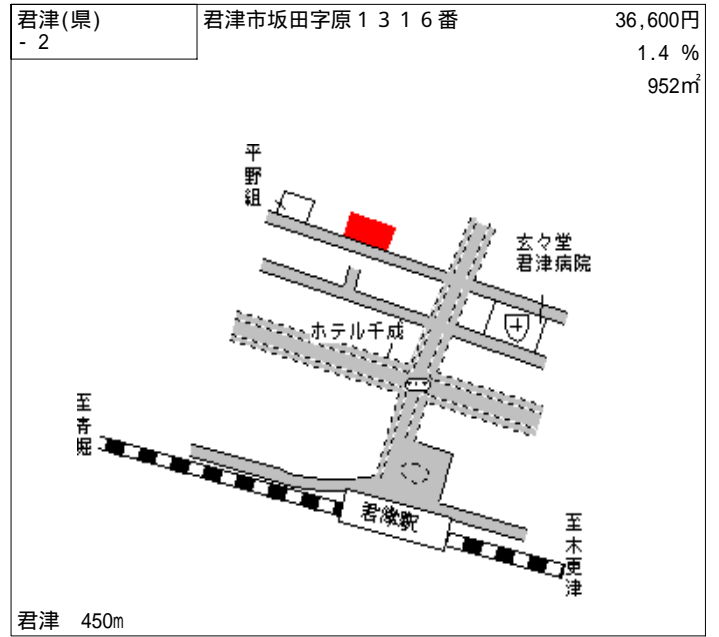 君津(県)
- 2
君津市坂田字原1316番
36,600円
1.4 %
952㎡
平野組
玄々堂
君津病院
ホテル千成
至青堀
君津駅
至木更津
君津 450m